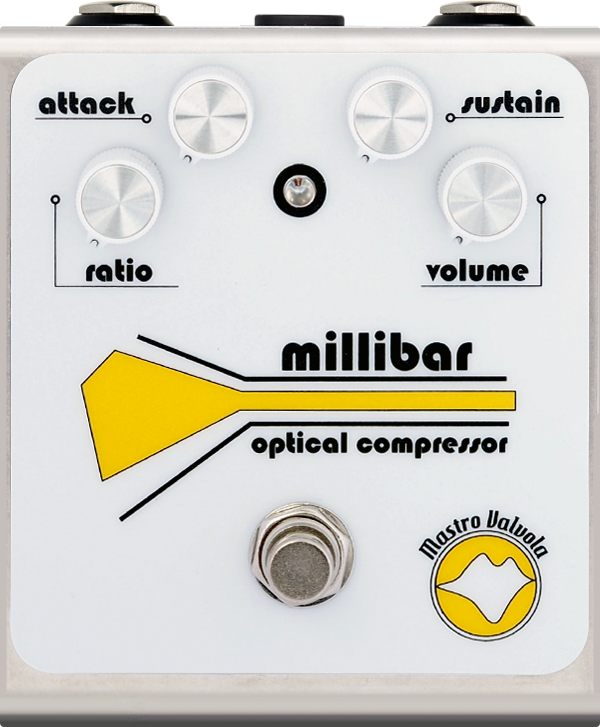 attack
sustain
ratio
volume
millibar
optical compressor
Mastro Valvola